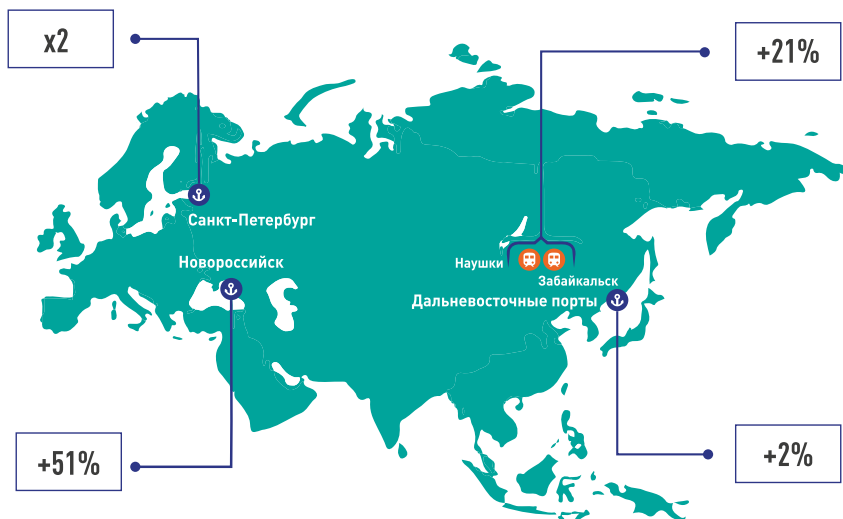 x2
+21%
Санкт-Петербург
Новороссийск
Наушки
Забайкальск
Дальневосточные порты
+51%
+2%